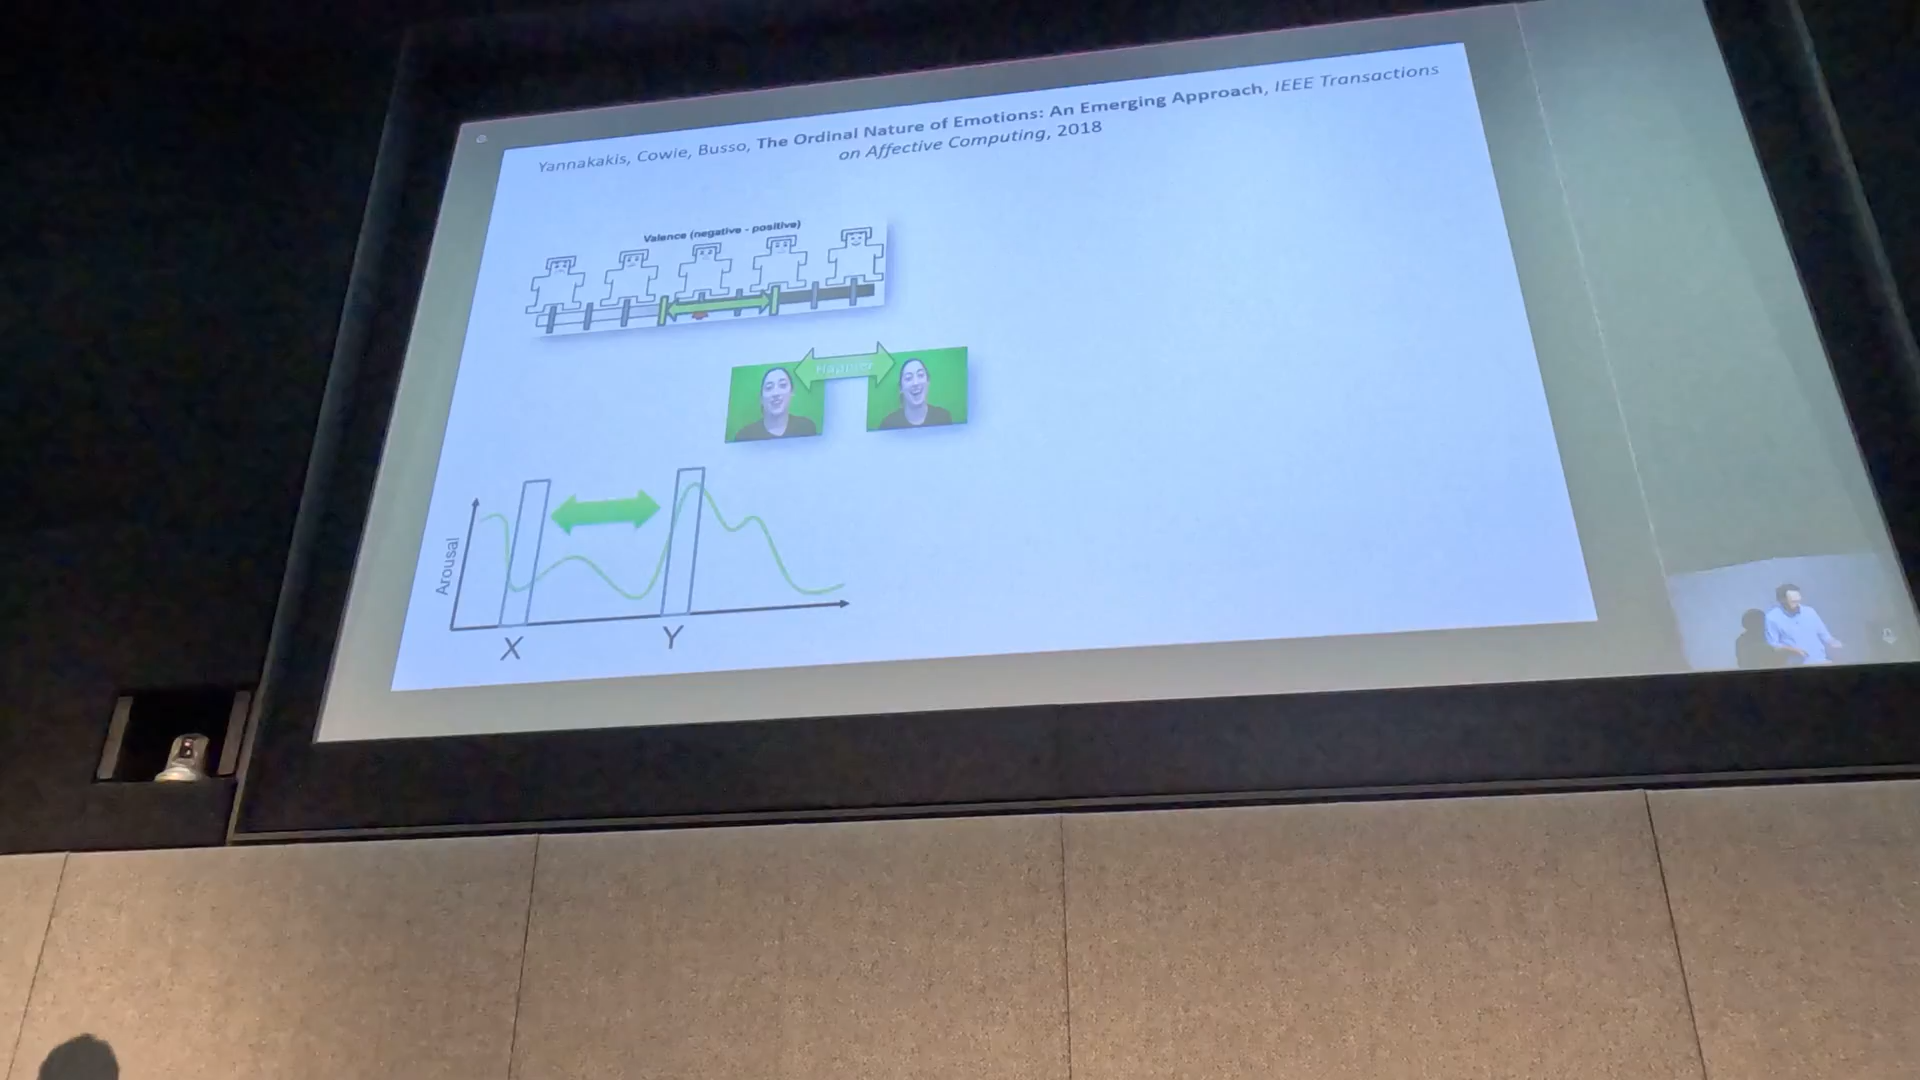 Yannakakis, Cowie, Busso, The Ordinal Nature of Emotions: An Emerging Approach, IEEE Transactions
on Affective Computing, 2018
Valence (negative - positive)
Happier
Arousal
X
Y